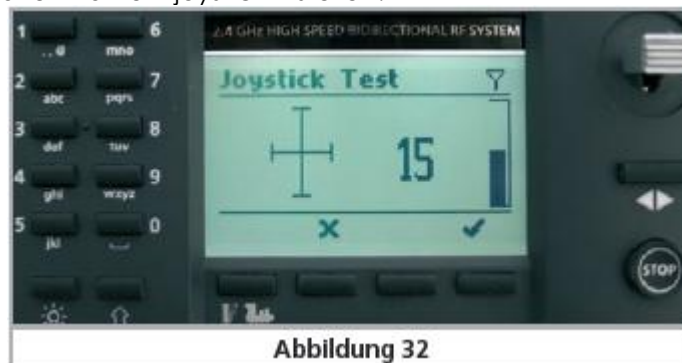 2.4 GHz HIGH SPEED BIDIRECTIONAL RF SYSTEM
Joystick Test
15
1 6
mno
2 7
abc pqrs
3 8
def tuv
4 9
ghi wxyz
5 0
jkl
STOP
Abbildung 32